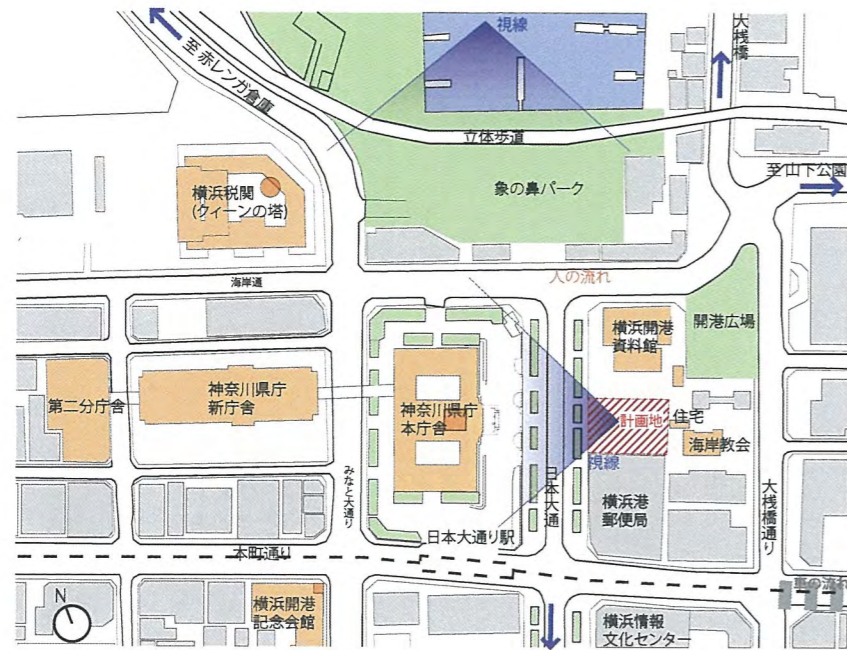 視線
大桟橋
至 赤レンガ倉庫
立体歩道
至 山下公園
横浜税関
(クィーンの塔)
象の鼻パーク
海岸通
人の流れ
開港広場
横浜開港
資料館
第二分庁舎
神奈川県庁
新庁舎
神奈川県庁
本庁舎
計画地
住宅
海岸教会
視線
みなと大通り
日本大通
大桟橋通り
横浜港
郵便局
日本大通り駅
本町通り
車の流れ
N
横浜開港
記念会館
横浜情報
文化センター